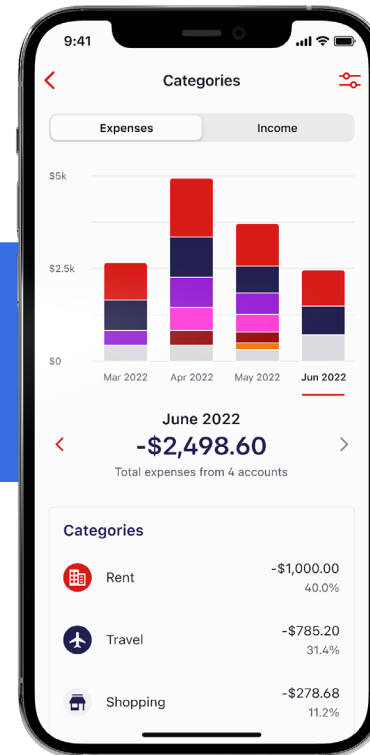 9:41
Categories
Expenses Income
$5k
$2.5k
$0
Mar 2022 Apr 2022 May 2022 Jun 2022
June 2022
-$2,498.60
Total expenses from 4 accounts
Categories
Rent -$1,000.00
40.0%
Travel -$785.20
31.4%
Shopping -$278.68
11.2%